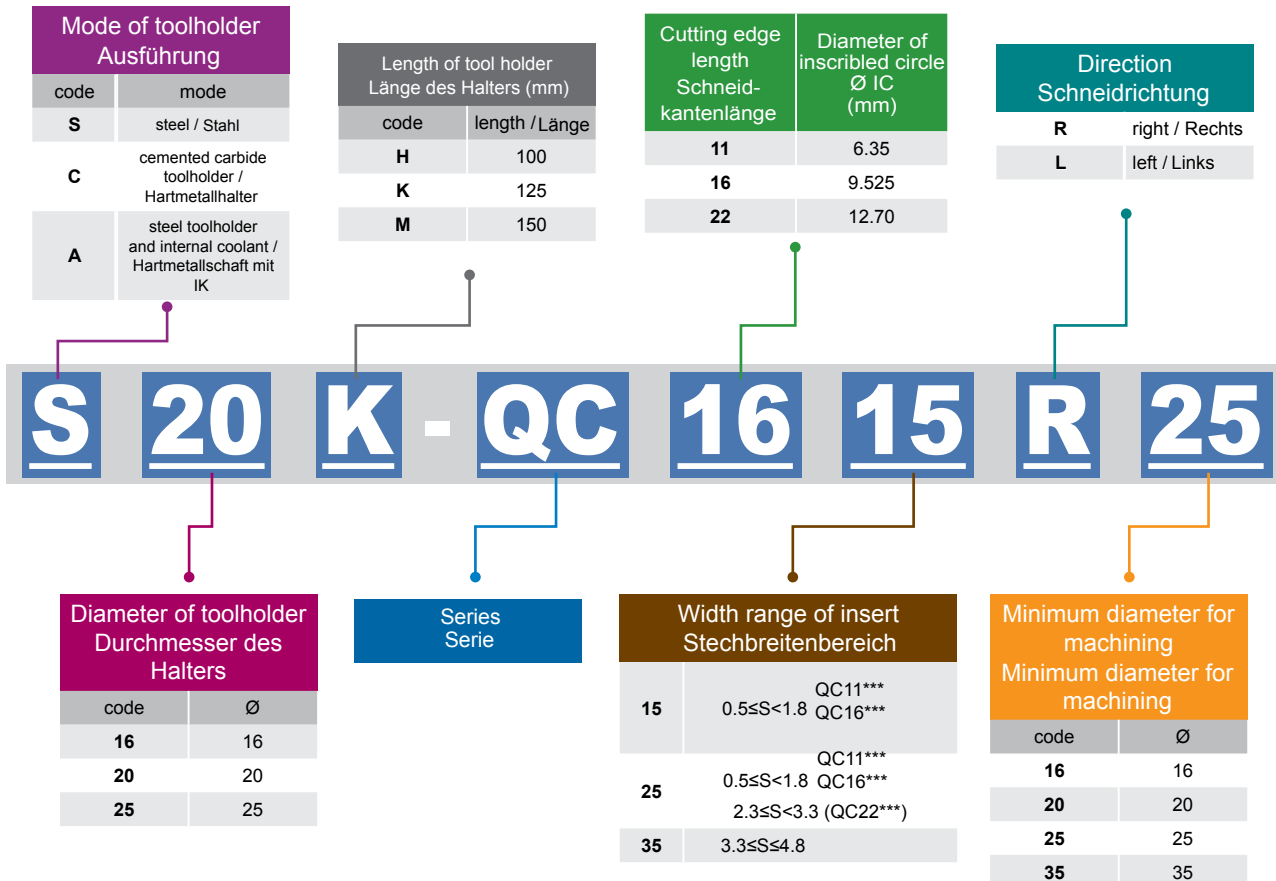 Mode of toolholder
Ausführung
code mode
S steel / Stahl
C cemented carbide
toolholder /
Hartmetallhalter
A steel toolholder
and internal coolant /
Hartmetallschaft mit
IK
Length of tool holder
Länge des Halters (mm)
code length / Länge
H 100
K 125
M 150
Cutting edge
length
Schneid-
kantenlänge
Diameter of
inscribled circle
Ø IC
(mm)
11 6.35
16 9.525
22 12.70
Direction
Schneidrichtung
R right / Rechts
L left / Links
S 20 K - QC 16 15 R 25
Diameter of toolholder
Durchmesser des
Halters
code Ø
16 16
20 20
25 25
Series
Serie
Width range of insert
Stechbreitenbereich
15 0.5≤S<1.8 QC11***
QC16***
25 0.5≤S<1.8 QC11***
QC16***
2.3≤S<3.3 (QC22***)
35 3.3≤S≤4.8
Minimum diameter for
machining
Minimum diameter for
machining
code Ø
16 16
20 20
25 25
35 35